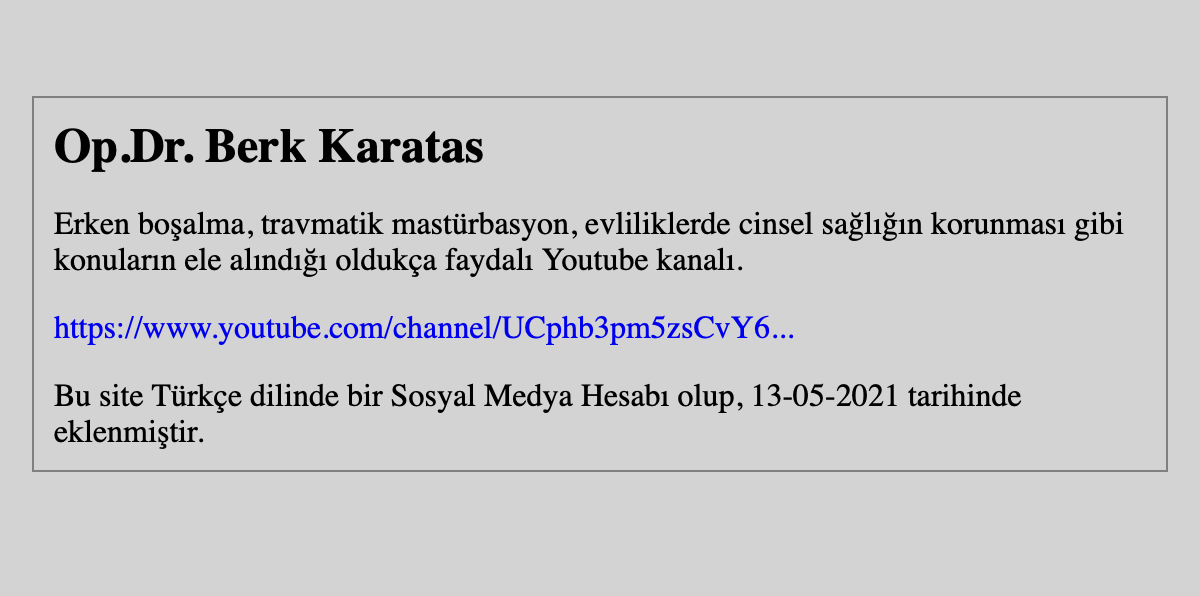 Op.Dr. Berk Karatas
Erken boşalma, travmatik mastürbasyon, evliliklerde cinsel sağlığın korunması gibi
konuların ele alındığı oldukça faydalı Youtube kanalı.
https://www.youtube.com/channel/UCphb3pm5zsCvY6...
Bu site Türkçe dilinde bir Sosyal Medya Hesabı olup, 13-05-2021 tarihinde
eklenmiştir.